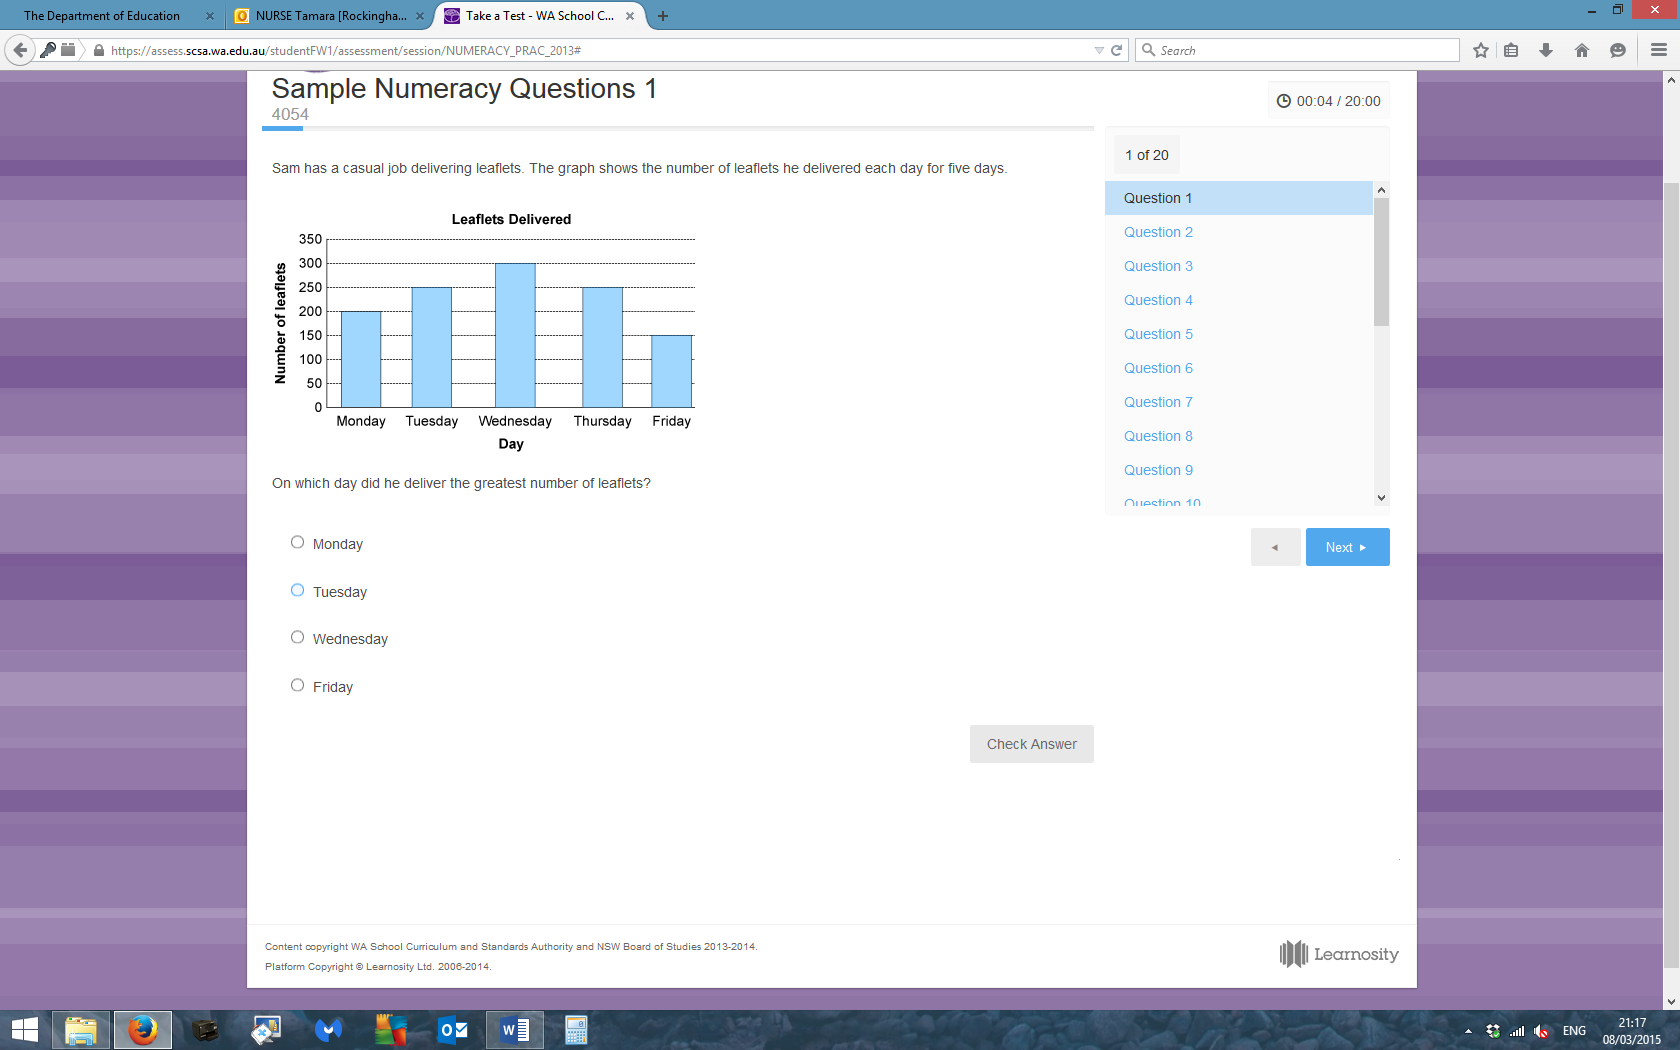 The Department of Education
NURSE Tamara [Rockingha...
Take a Test - WA School C...
https://assess.scsa.wa.edu.au/studentFW1/assessment/session/NUMERACY_PRAC_2013#
Search
Sample Numeracy Questions 1
4054
00:04 / 20:00
Sam has a casual job delivering leaflets. The graph shows the number of leaflets he delivered each day for five days.
Leaflets Delivered
Number of leaflets
350
300
250
200
150
100
50
0
Monday Tuesday Wednesday Thursday Friday
Day
On which day did he deliver the greatest number of leaflets?
Monday
Tuesday
Wednesday
Friday
Check Answer
1 of 20
Question 1
Question 2
Question 3
Question 4
Question 5
Question 6
Question 7
Question 8
Question 9
Question 10
Next
Content copyright WA School Curriculum and Standards Authority and NSW Board of Studies 2013-2014.
Platform Copyright © Learnosity Ltd. 2006-2014.
Learnosity
ENG
21:17
08/03/2015